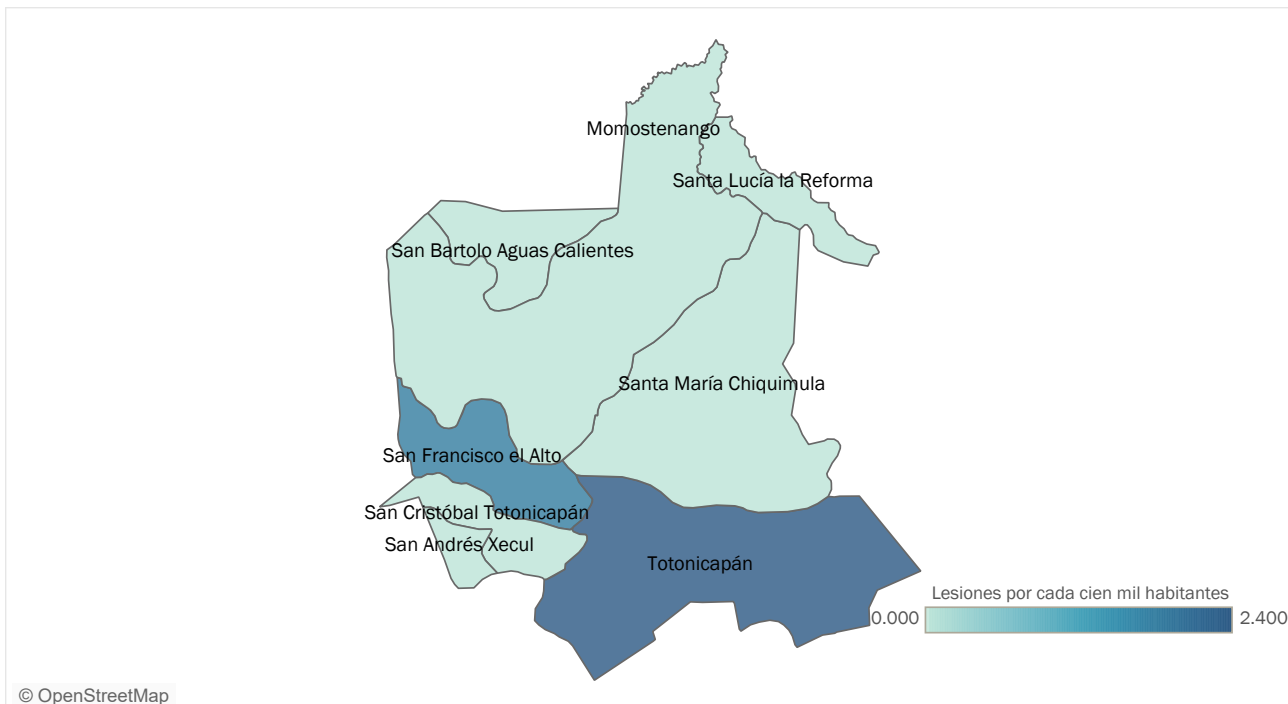 Momostenango
Santa Lucía la Reforma
San Bartolo Aguas Calientes
Santa María Chiquimula
San Francisco el Alto
San Cristóbal Totonicapán
San Andrés Xecul
Totonicapán
Lesiones por cada cien mil habitantes
0.000
2.400
© OpenStreetMap